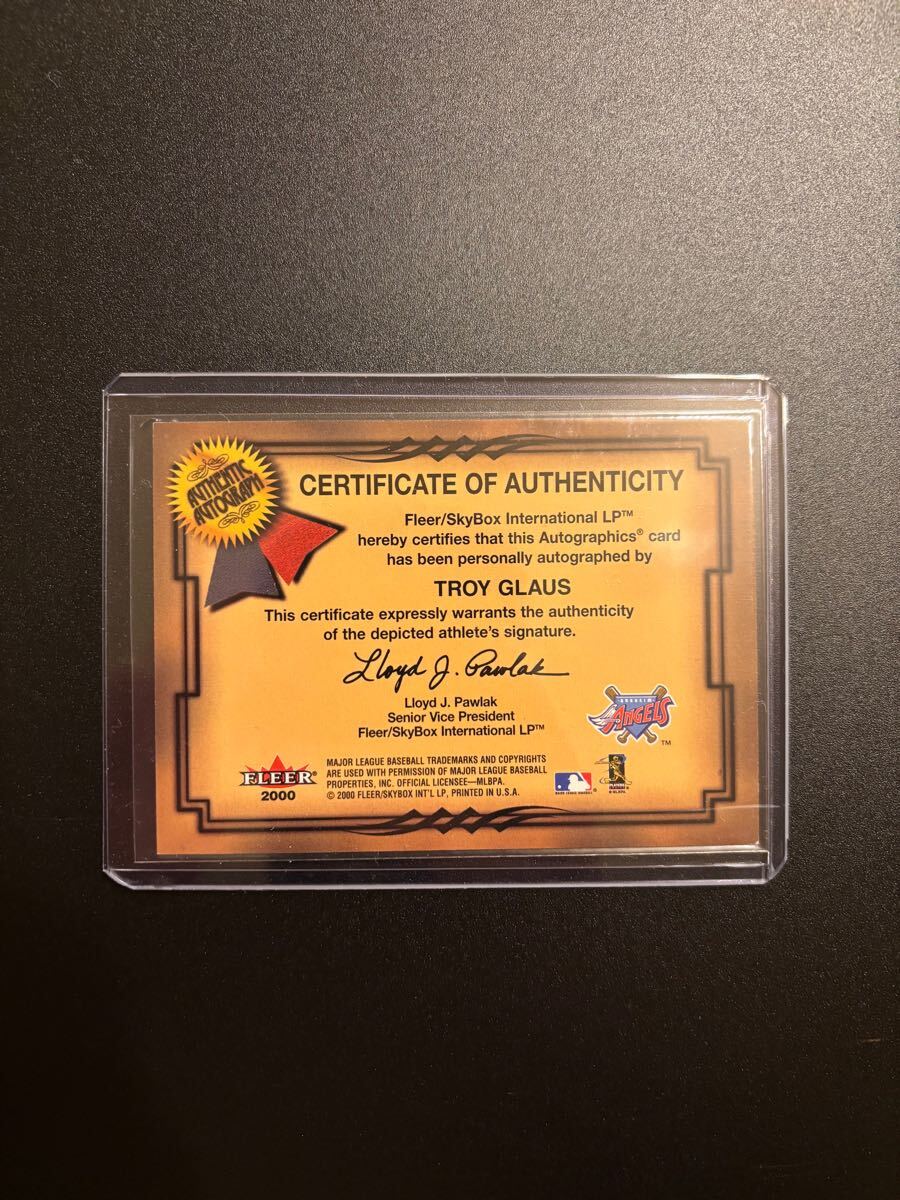 AUTHENTIC
AUTOGRAPH
CERTIFICATE OF AUTHENTICITY
Fleer/SkyBox International LP™
hereby certifies that this Autographics® card
has been personally autographed by
TROY GLAUS
This certificate expressly warrants the authenticity
of the depicted athlete's signature.
Lloyd J. Pawlak
Lloyd J. Pawlak
Senior Vice President
Fleer/SkyBox International LP™
ANAHEIM
ANGELS
TM
FLEER®
2000
MAJOR LEAGUE BASEBALL TRADEMARKS AND COPYRIGHTS
ARE USED WITH PERMISSION OF MAJOR LEAGUE BASEBALL
PROPERTIES, INC. OFFICIAL LICENSEE—MLBPA.
© 2000 FLEER/SKYBOX INT'L LP, PRINTED IN U.S.A.